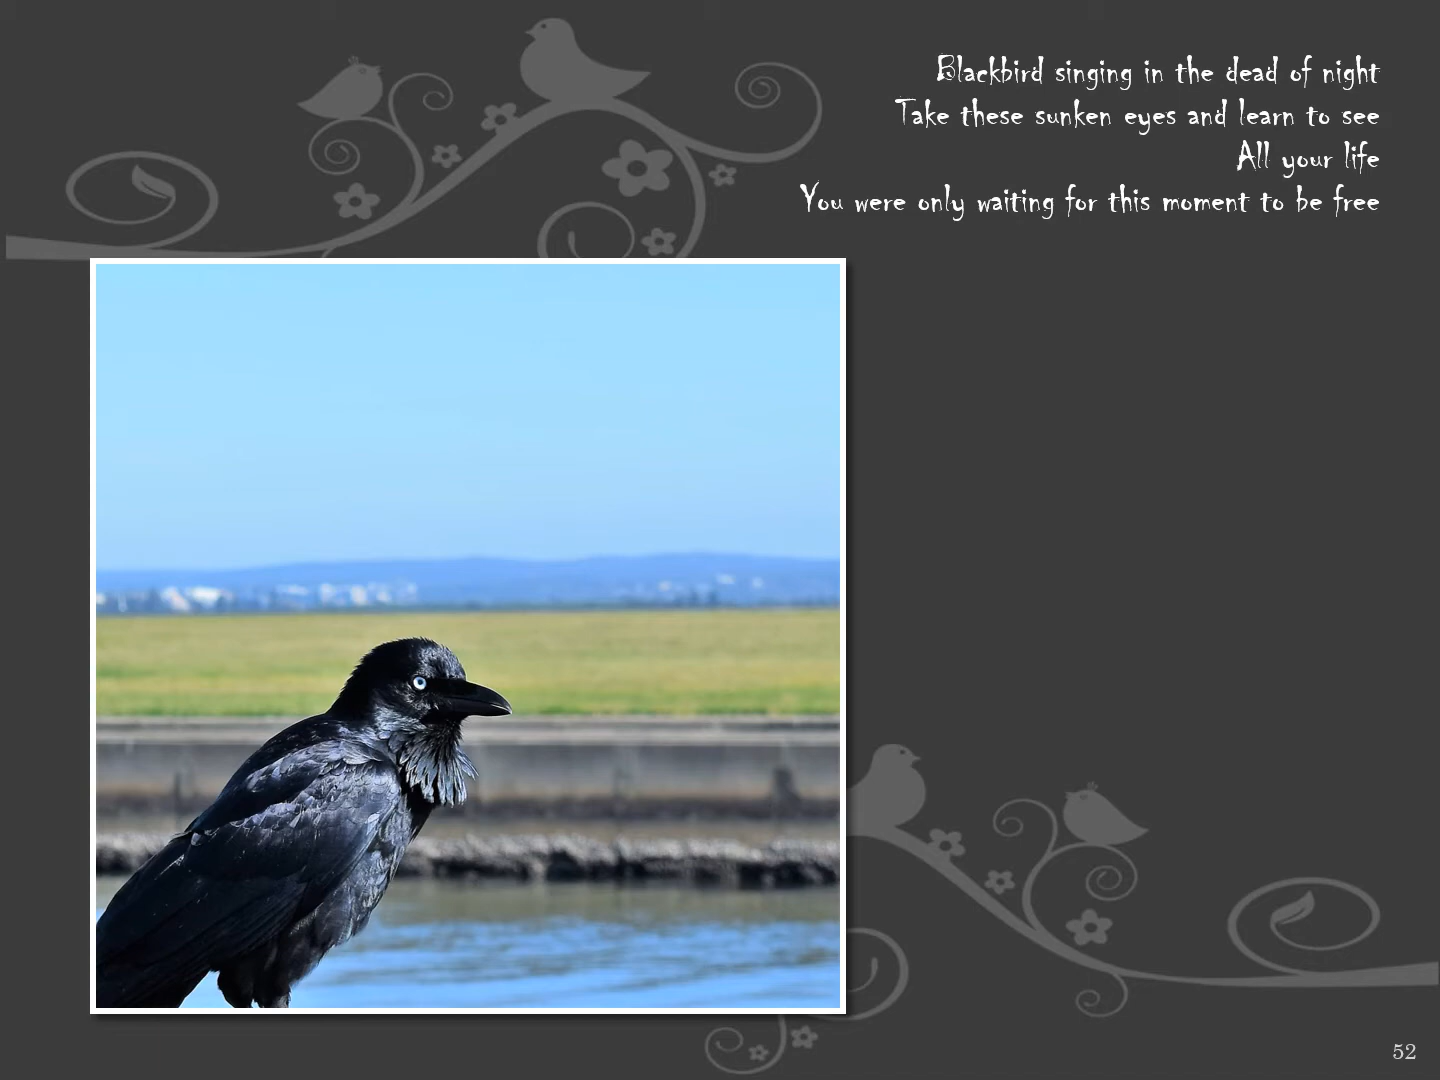 Blackbird singing in the dead of night
Take these sunken eyes and learn to see
All your life
You were only waiting for this moment to be free
52